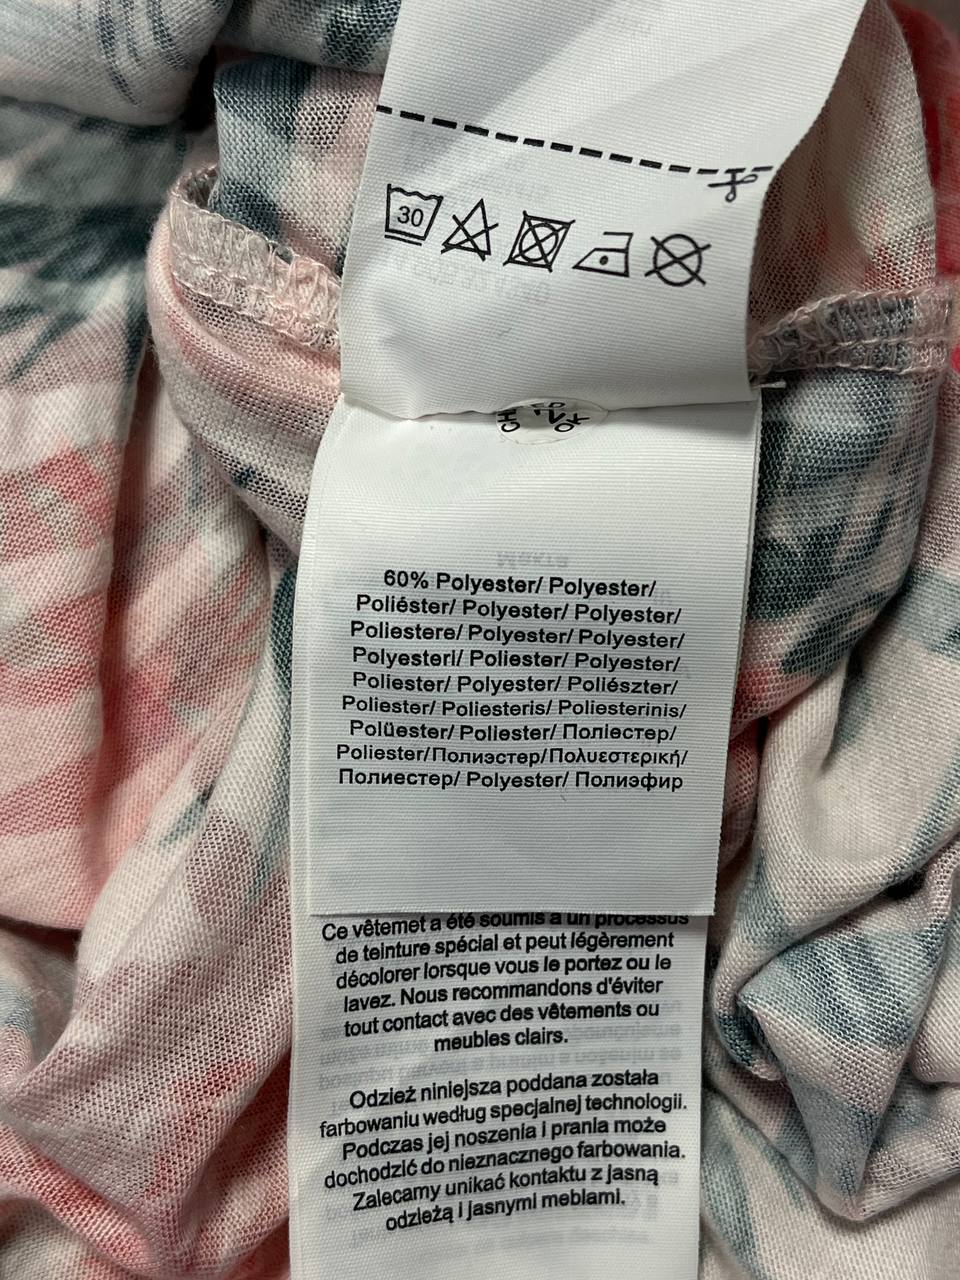 30
60% Polyester/ Polyester/
Poliéster/ Polyester/ Polyester/
Poliestere/ Polyester/ Polyester/
Polyesteri/ Poliester/ Polyester/
Poliester/ Polyester/ Poliészter/
Poliester/ Poliesteris/ Poliesterinis/
Polüester/ Poliester/ Поліестер/
Poliester/Полиэстер/Πολυεστερική/
Полиестер/ Polyester/ Полиэфир
Ce vêtemet a été soumis à un processus
de teinture spécial et peut légèrement
décolorer lorsque vous le portez ou le
lavez. Nous recommandons d'éviter
tout contact avec des vêtements ou
meubles clairs.
Odzież niniejsza poddana została
farbowaniu według specjalnej technologii.
Podczas jej noszenia i prania może
dochodzić do nieznacznego farbowania.
Zalecamy unikać kontaktu z jasną
odzieżą i jasnymi meblami.